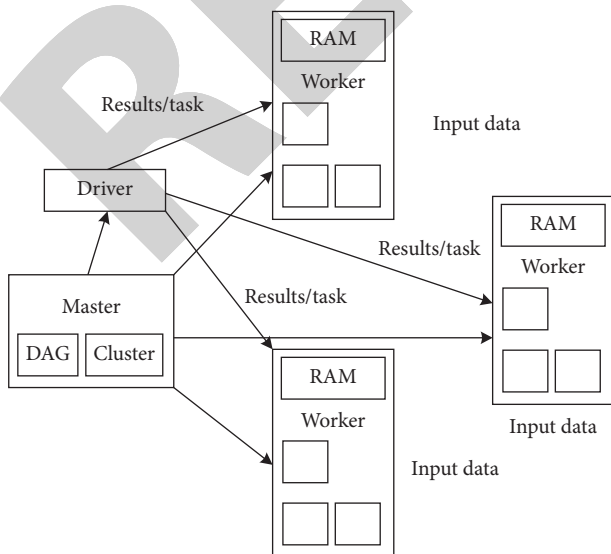 RAM
Worker
Results/task
Input data
Driver
RAM
Results/task
Worker
Results/task
Master
DAG
Cluster
RAM
Worker
Input data
Input data